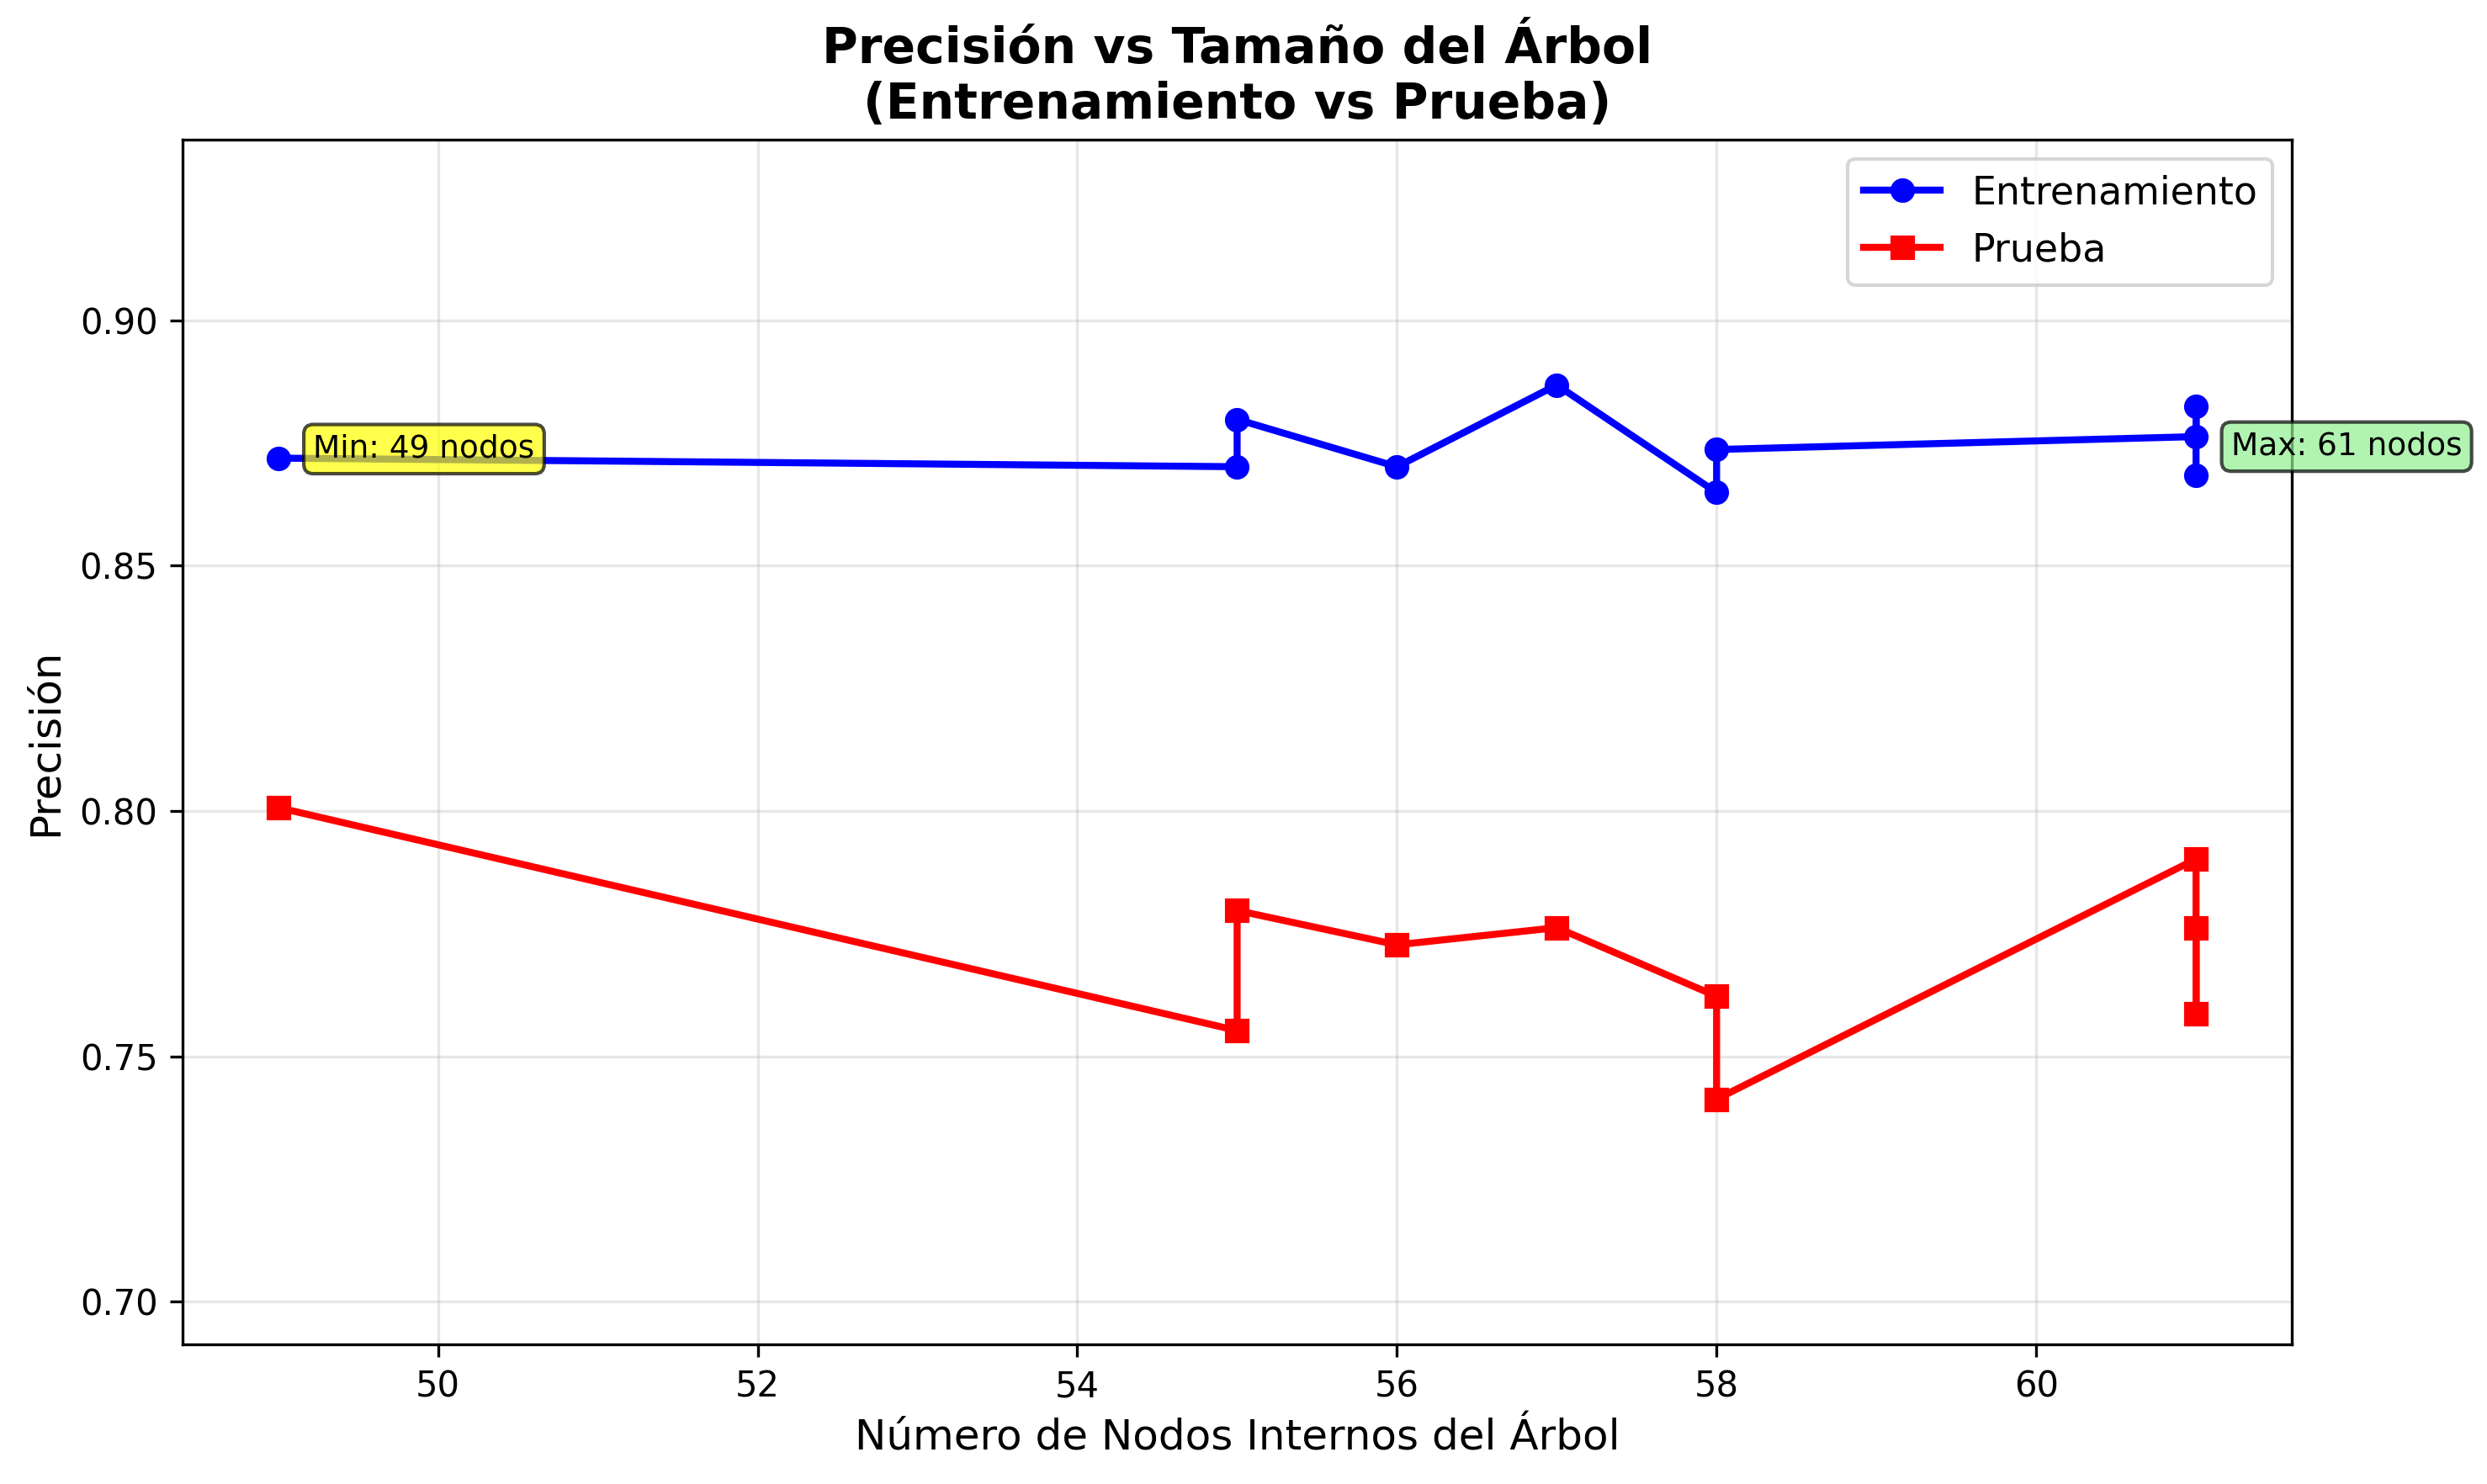 Precisión vs Tamaño del Árbol
(Entrenamiento vs Prueba)
Entrenamiento
Prueba
0.90
Min: 49 nodos
Max: 61 nodos
0.85
Precisión
0.80
0.75
0.70
50 52 54 56 58 60
Número de Nodos Internos del Árbol